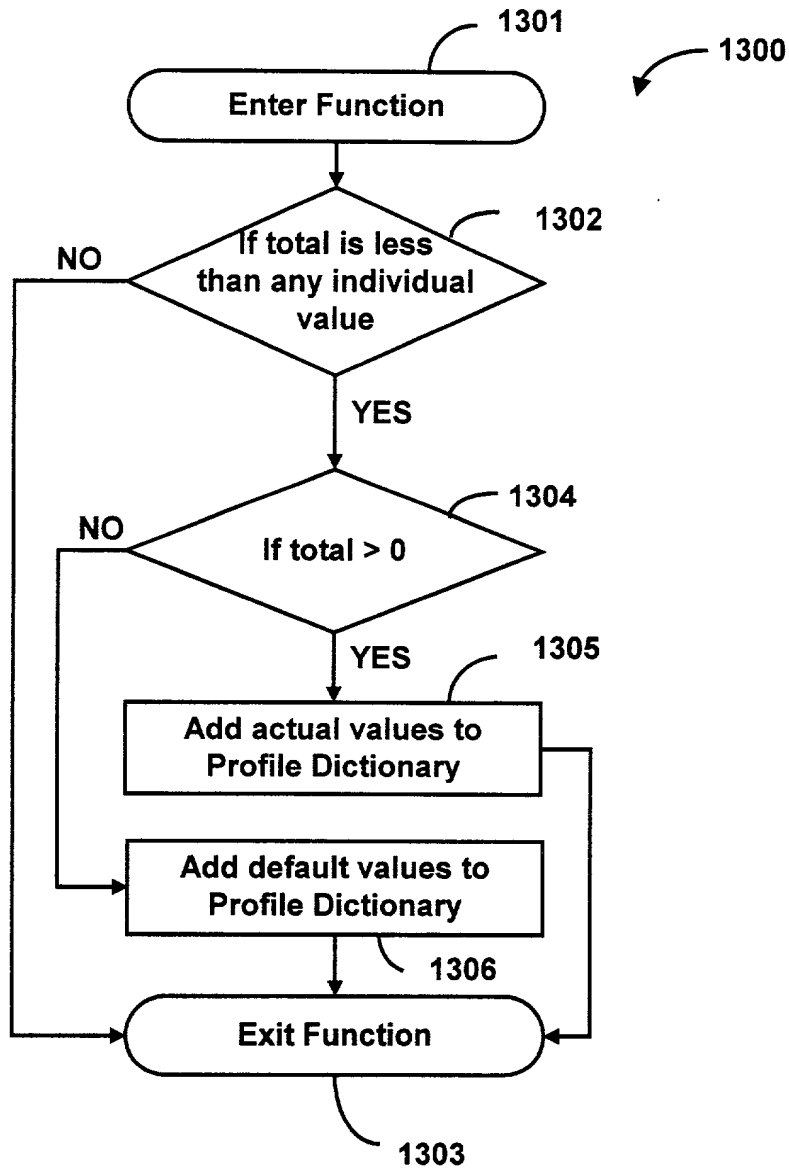 1301
1300
Enter Function
1302
If total is less
than any individual
value
NO
YES
1304
NO
If total > 0
YES
1305
Add actual values to
Profile Dictionary
Add default values to
Profile Dictionary
1306
Exit Function
1303